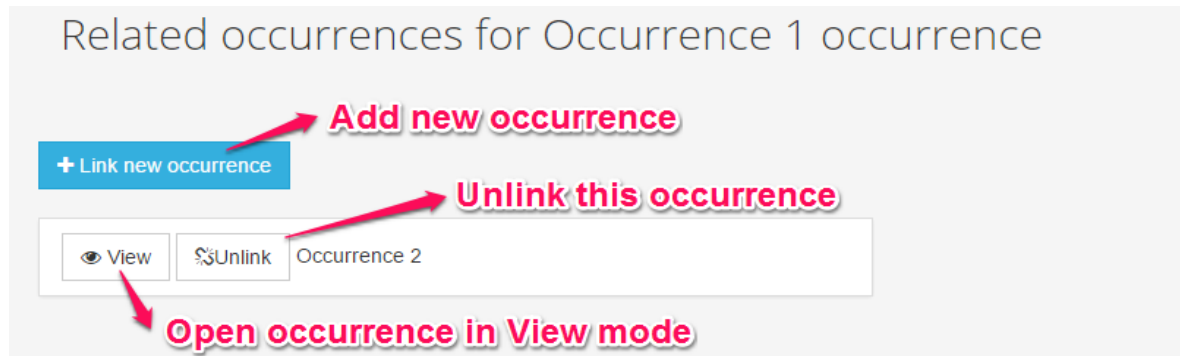 Related occurrences for Occurrence 1 occurrence
Add new occurrence
Link new occurrence
Unlink this occurrence
View Unlink Occurrence 2
Open occurrence in View mode